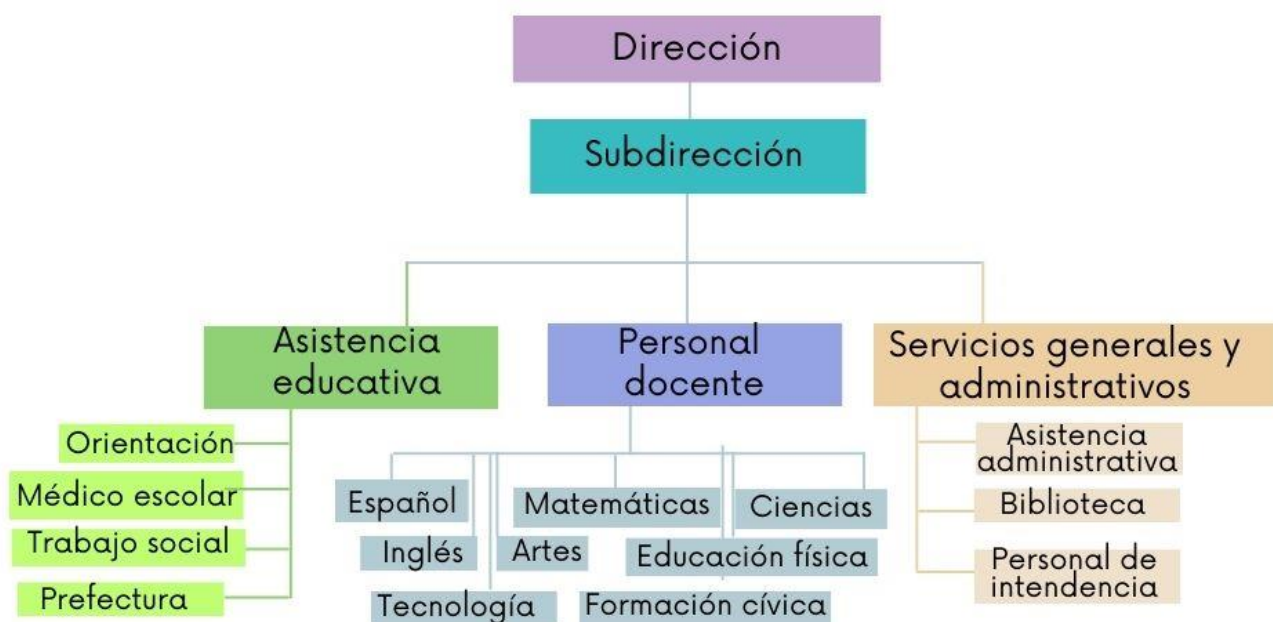 Dirección
Subdirección
Asistencia
educativa
Personal
docente
Servicios generales y
administrativos
Orientación
Médico escolar
Trabajo social
Prefectura
Español
Matemáticas
Ciencias
Inglés
Artes
Educación física
Tecnología
Formación cívica
Asistencia
administrativa
Biblioteca
Personal de
intendencia